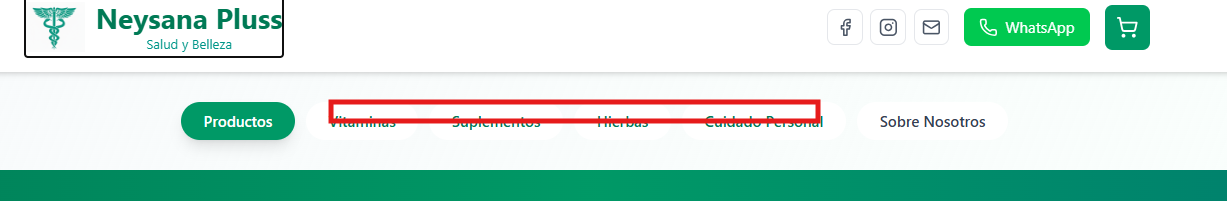 Neysana Pluss
Salud y Belleza
WhatsApp
Productos Vitaminas Suplementos Hierbas Cuidado Personal Sobre Nosotros